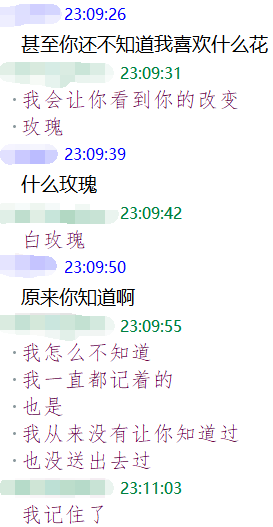 23:09:26
甚至你还不知道我喜欢什么花
23:09:31
·我会让你看到你的改变
·玫瑰
23:09:39
什么玫瑰
23:09:42
白玫瑰
23:09:50
原来你知道啊
23:09:55
·我怎么不知道
·我一直都记着的
·也是
·我从来没有让你知道过
·也没送出去过
23:11:03
我记住了